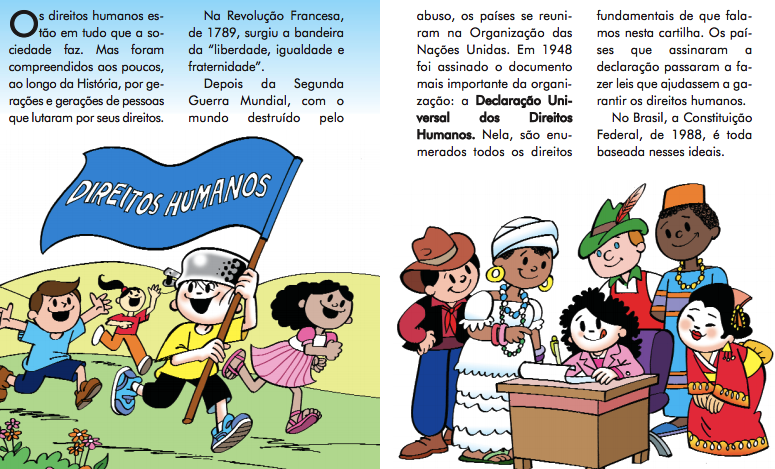 Os direitos humanos es-
tão em tudo que a so-
ciedade faz. Mas foram
compreendidos aos poucos,
ao longo da História, por ge-
rações e gerações de pessoas
que lutaram por seus direitos.
Na Revolução Francesa,
de 1789, surgiu a bandeira
da “liberdade, igualdade e
fraternidade”.
Depois da Segunda
Guerra Mundial, com o
mundo destruído pelo
abuso, os países se reuni-
ram na Organização das
Nações Unidas. Em 1948
foi assinado o documento
mais importante da organi-
zação: a Declaração Uni-
versal dos Direitos
Humanos. Nela, são enu-
merados todos os direitos
fundamentais de que fala-
mos nesta cartilha. Os paí-
ses que assinaram a
declaração passaram a fa-
zer leis que ajudassem a ga-
rantir os direitos humanos.
No Brasil, a Constituição
Federal, de 1988, é toda
baseada nesses ideais.
DIREITOS HUMANOS